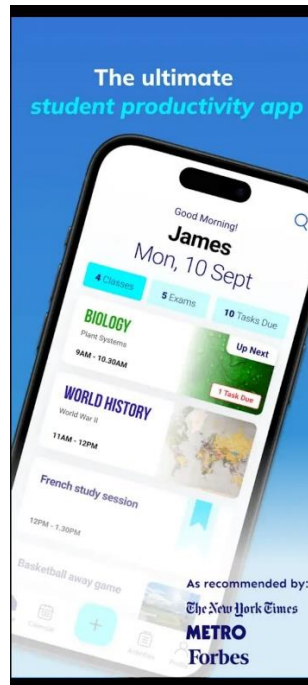 The ultimate
student productivity app
Good Morning!
James
Mon, 10 Sept
4 Classes
5 Exams
10 Tasks Due
BIOLOGY
Plant Systems
9AM - 10.30AM
Up Next
1 Task Due
WORLD HISTORY
World War II
11AM - 12PM
French study session
12PM - 1.30PM
Basketball away game
Calendar
+
Activities
As recommended by:
The New York Times
METRO
Forbes